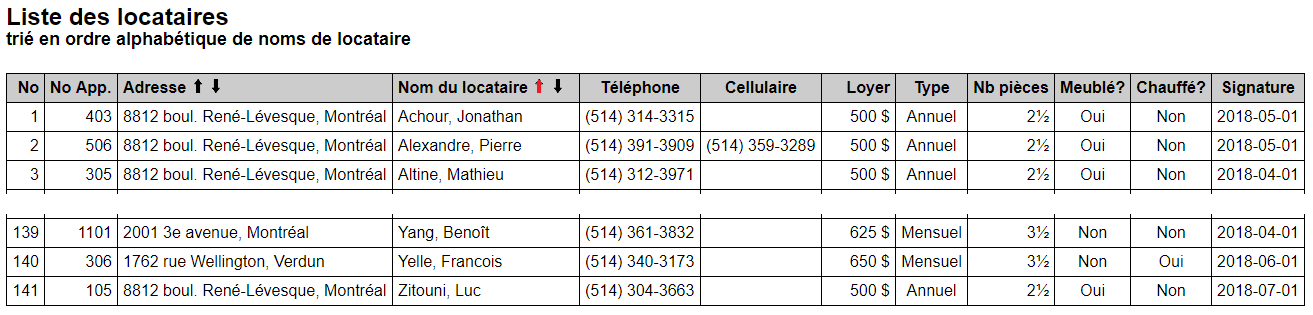 Liste des locataires
trié en ordre alphabétique de noms de locataire
No No App. Adresse ⬆ ⬇ Nom du locataire ⬆ ⬇ Téléphone Cellulaire Loyer Type Nb pièces Meublé? Chauffé? Signature
1 403 8812 boul. René-Lévesque, Montréal Achour, Jonathan (514) 314-3315 500 $ Annuel 2½ Oui Non 2018-05-01
2 506 8812 boul. René-Lévesque, Montréal Alexandre, Pierre (514) 391-3909 (514) 359-3289 500 $ Annuel 2½ Oui Non 2018-05-01
3 305 8812 boul. René-Lévesque, Montréal Altine, Mathieu (514) 312-3971 500 $ Annuel 2½ Oui Non 2018-04-01
139 1101 2001 3e avenue, Montréal Yang, Benoît (514) 361-3832 625 $ Mensuel 3½ Non Non 2018-04-01
140 306 1762 rue Wellington, Verdun Yelle, Francois (514) 340-3173 650 $ Mensuel 3½ Non Oui 2018-06-01
141 105 8812 boul. René-Lévesque, Montréal Zitouni, Luc (514) 304-3663 500 $ Annuel 2½ Oui Non 2018-07-01